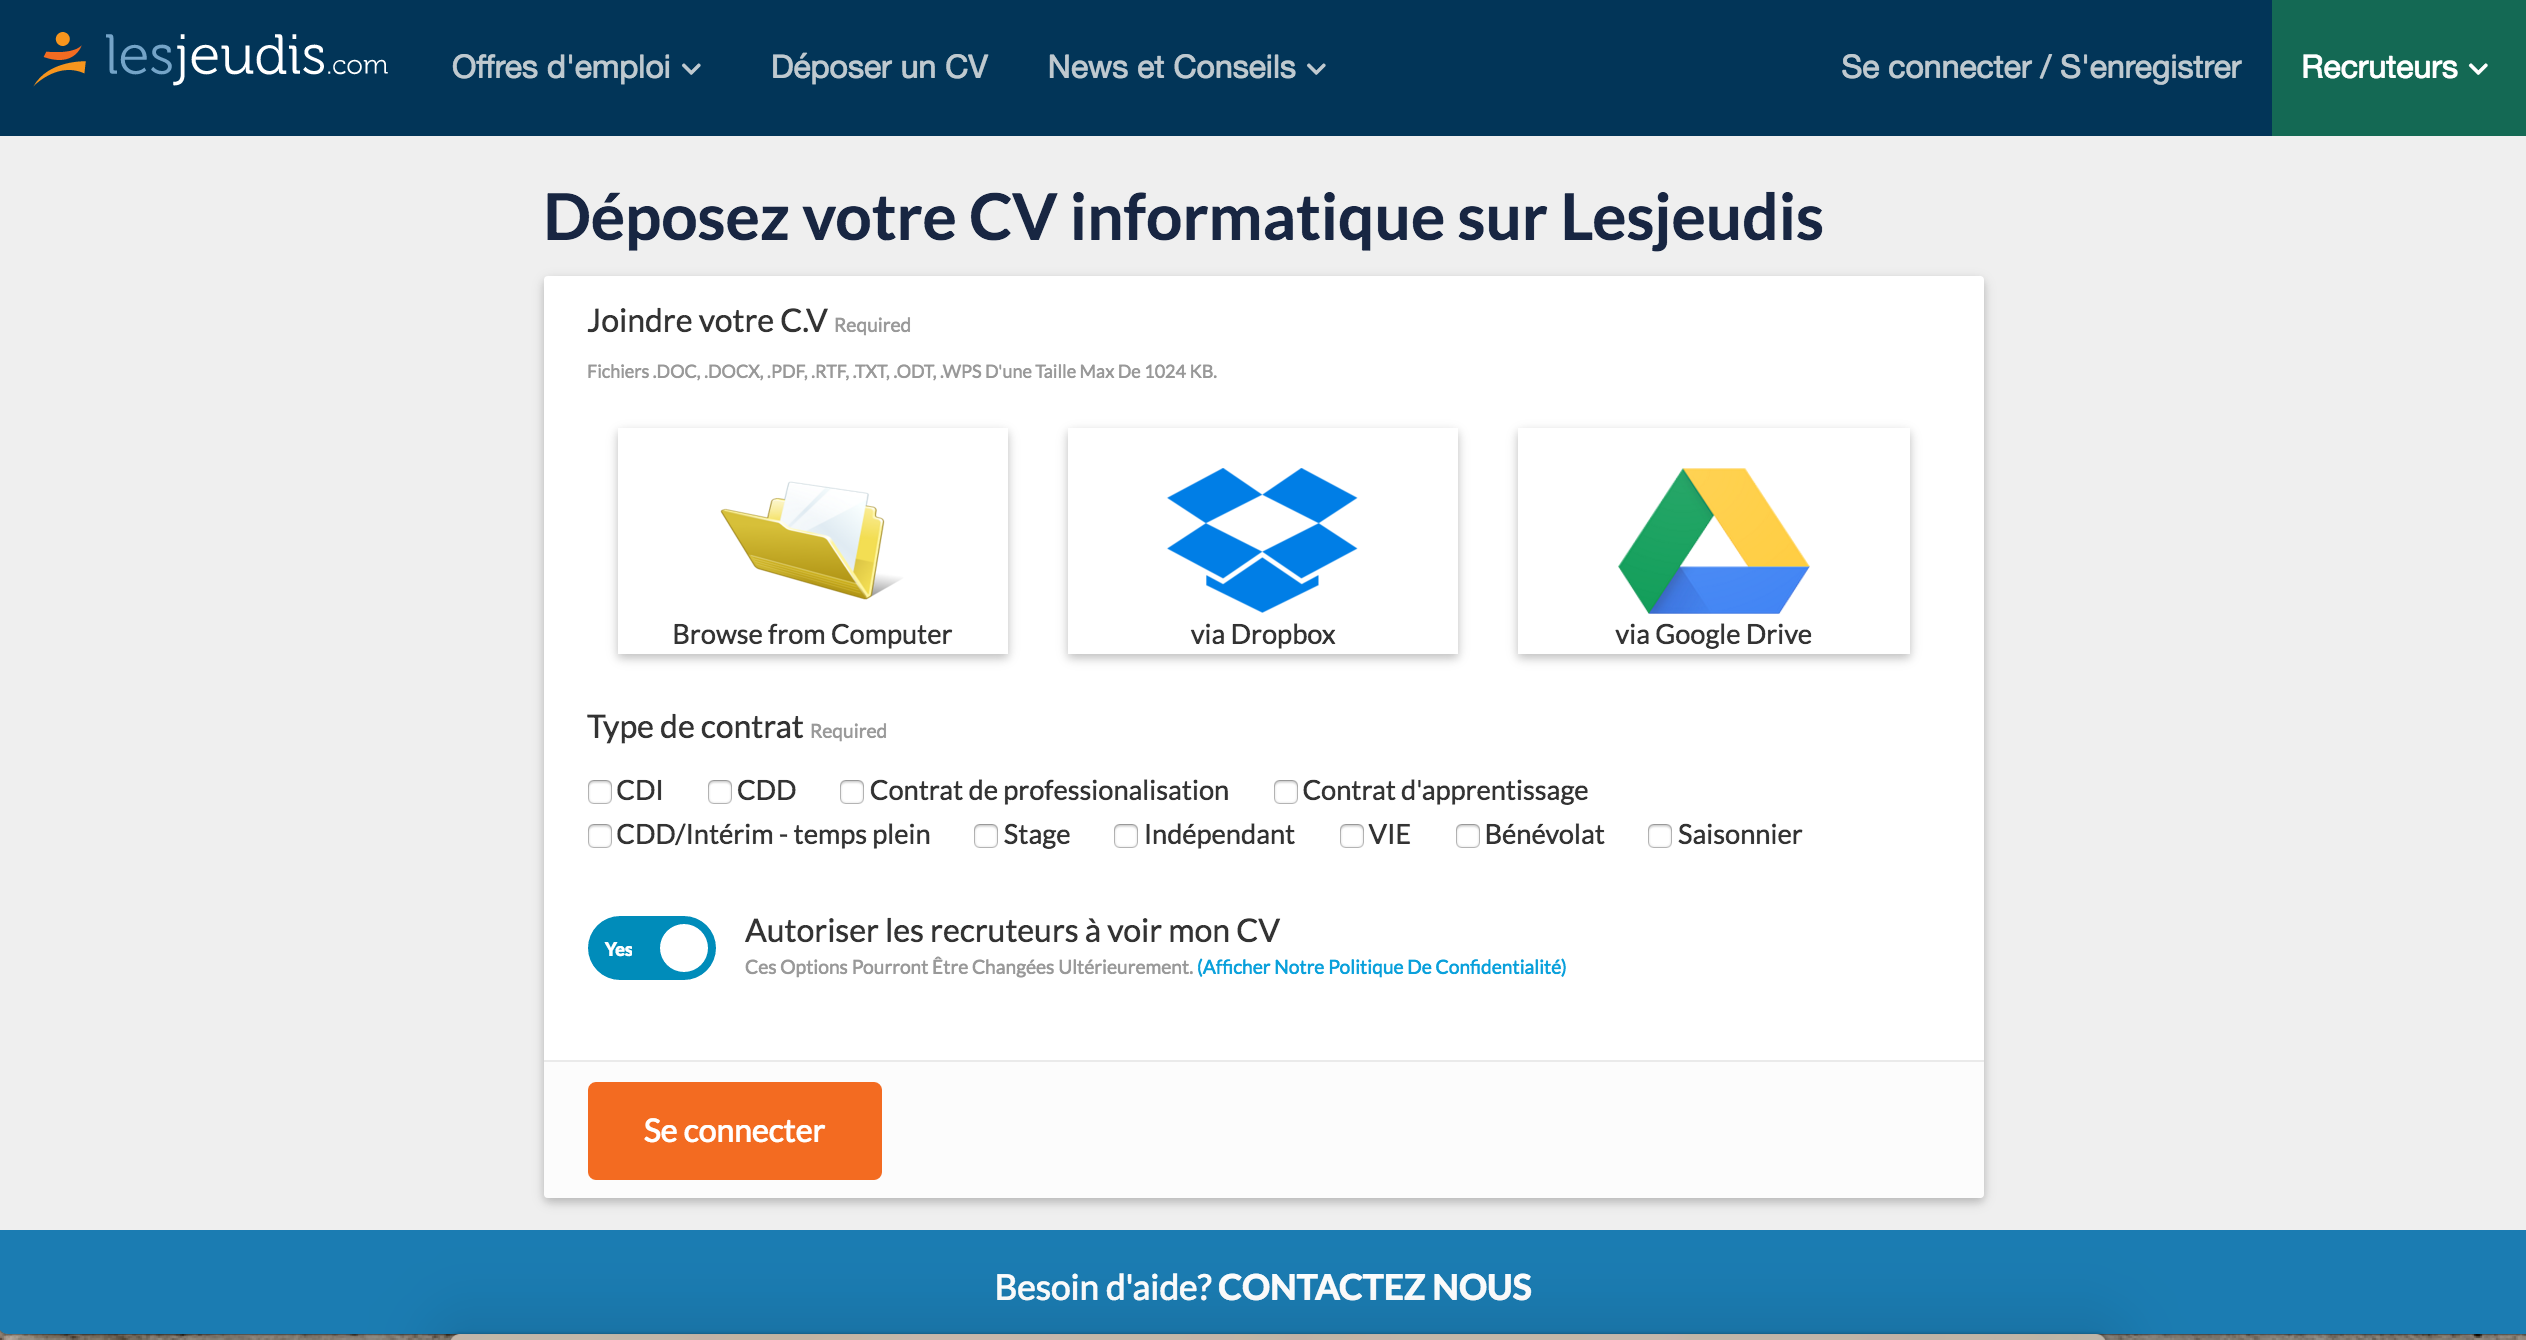 lesjeudis.com
Offres d'emploi
Déposer un CV
News et Conseils
Se connecter / S'enregistrer
Recruteurs
Déposez votre CV informatique sur Lesjeudis
Joindre votre C.V Required
Fichiers .DOC, .DOCX, .PDF, .RTF, .TXT, .ODT, .WPS D'une Taille Max De 1024 KB.
Browse from Computer
via Dropbox
via Google Drive
Type de contrat Required
CDI CDD Contrat de professionalisation Contrat d'apprentissage
CDD/Intérim - temps plein Stage Indépendant VIE Bénévolat Saisonnier
Yes
Autoriser les recruteurs à voir mon CV
Ces Options Pourront Être Changées Ultérieurement. (Afficher Notre Politique De Confidentialité)
Se connecter
Besoin d'aide? CONTACTEZ NOUS